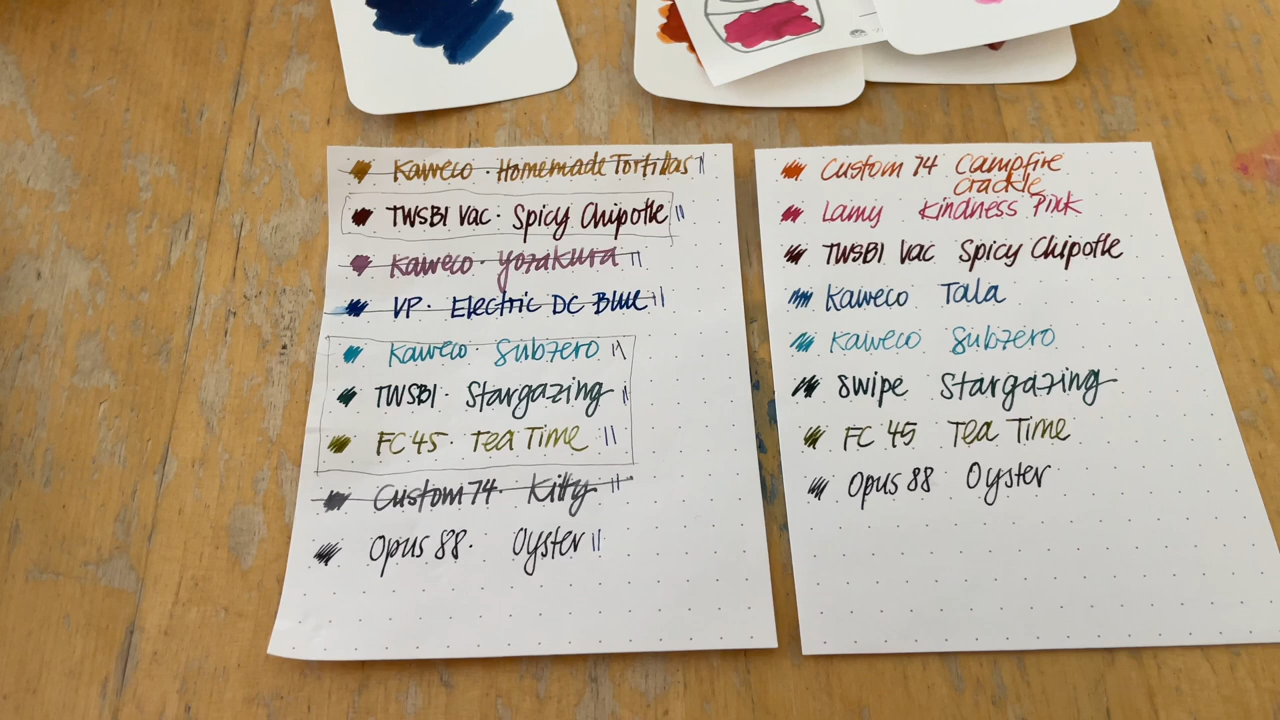 Kaweco · Homemade Tortillas
TWSBI Vac · Spicy Chipotle
Kaweco · Yozakura
VP · Electric DC Blue
Kaweco · Subzero
TWSBI · Stargazing
FC 45 · Tea Time
Custom 74 · Kitty
Opus 88 · Oyster
Custom 74 Campfire
Crackle
Lamy Kindness Pink
TWSBI Vac Spicy Chipotle
Kaweco Tala
Kaweco Subzero
Swipe Stargazing
FC 45 Tea Time
Opus 88 Oyster